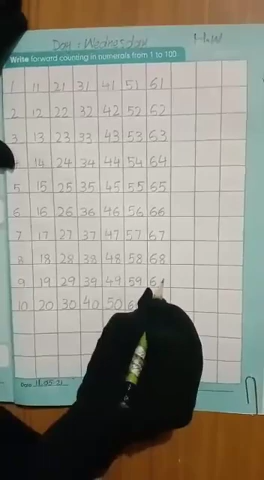 Day : Wednesday H.W
Write forward counting in numerals from 1 to 100
1 11 21 31 41 51 61
2 12 22 32 42 52 62
3 13 23 33 43 53 63
4 14 24 34 44 54 64
5 15 25 35 45 55 65
6 16 26 36 46 56 66
7 17 27 37 47 57 67
8 18 28 38 48 58 68
9 19 29 39 49 59
10 20 30 40 50
Date